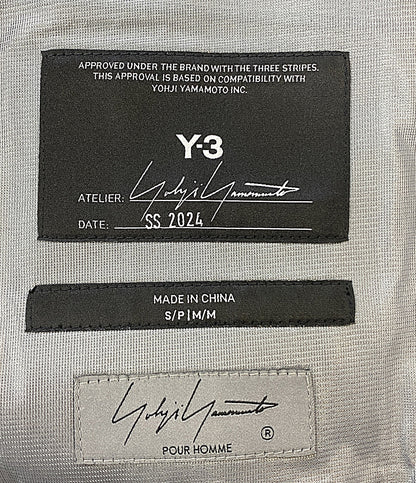 APPROVED UNDER THE BRAND WITH THE THREE STRIPES.
THIS APPROVAL IS BASED ON COMPATIBILITY WITH
YOHJI YAMAMOTO INC.
Y-3
ATELIER: Yohji Yamamoto
DATE: SS 2024
MADE IN CHINA
S/P|M/M
Yohji Yamamoto
POUR HOMME ®